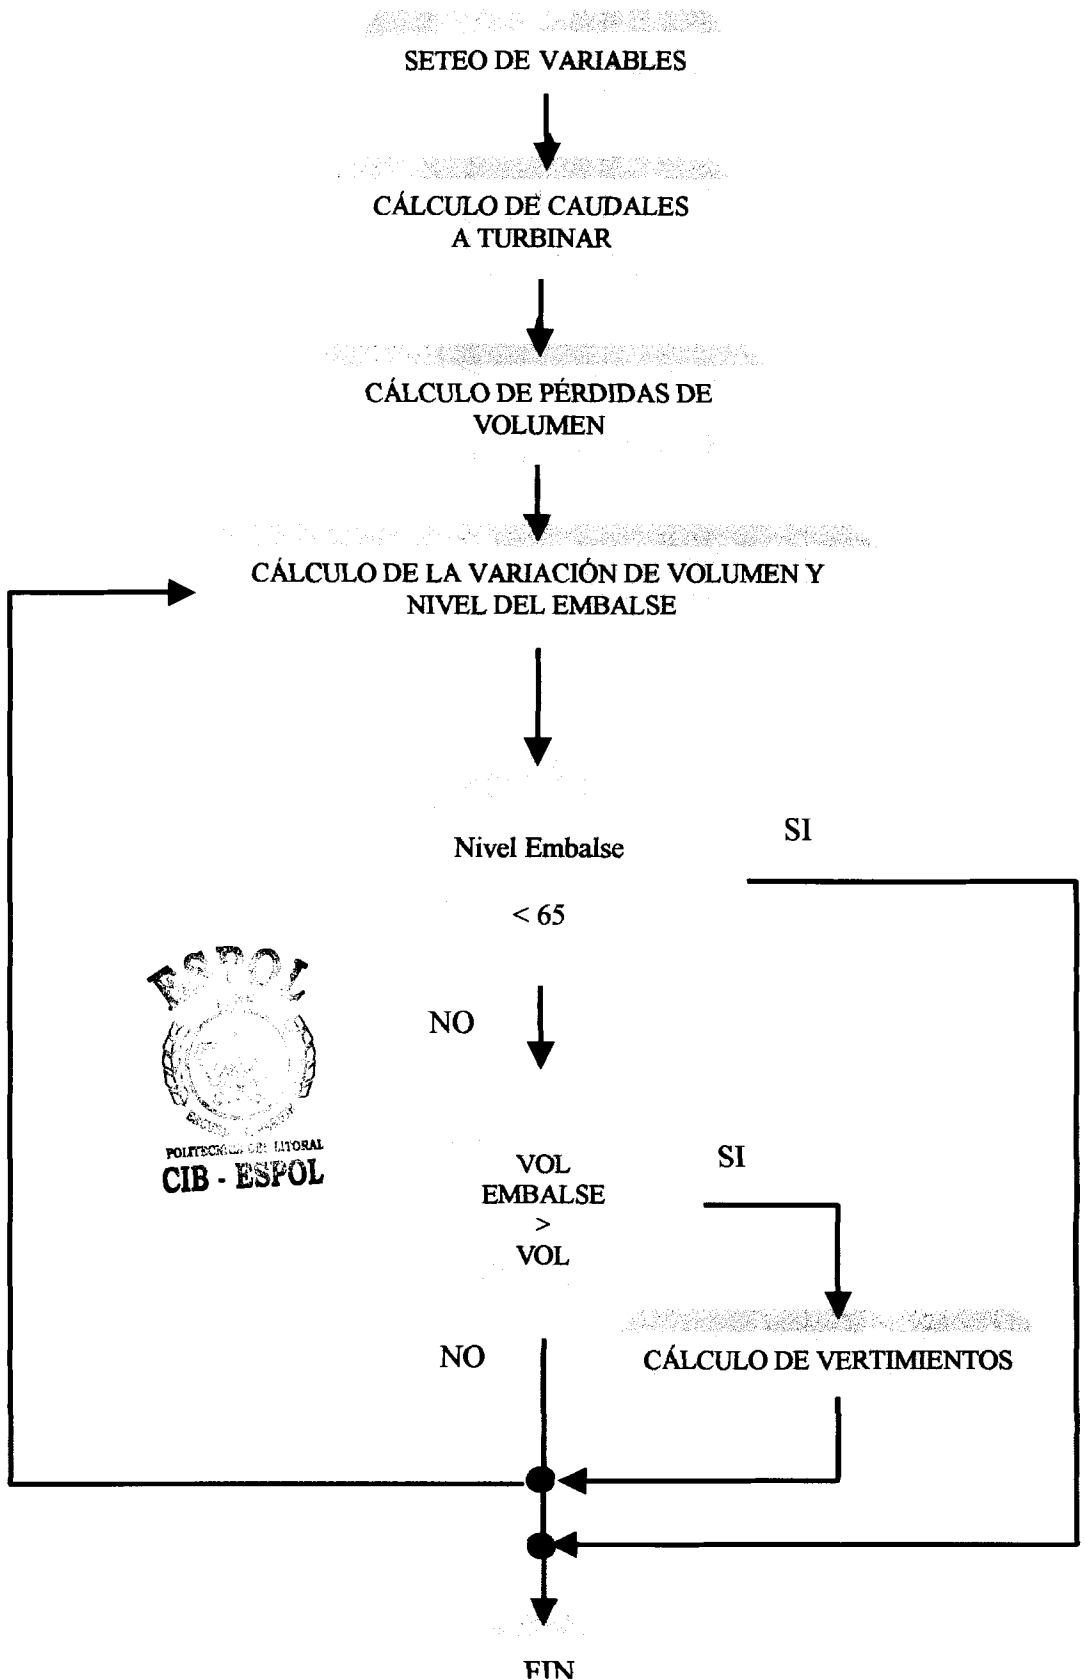 SETEO DE VARIABLES
CÁLCULO DE CAUDALES
A TURBINAR
CÁLCULO DE PÉRDIDAS DE
VOLUMEN
CÁLCULO DE LA VARIACIÓN DE VOLUMEN Y
NIVEL DEL EMBALSE
Nivel Embalse
SI
< 65
ESPOL
NO
POLITECNICA DEL LITORAL
CIB - ESPOL
VOL
EMBALSE
>
VOL
SI
NO
CÁLCULO DE VERTIMIENTOS
FIN